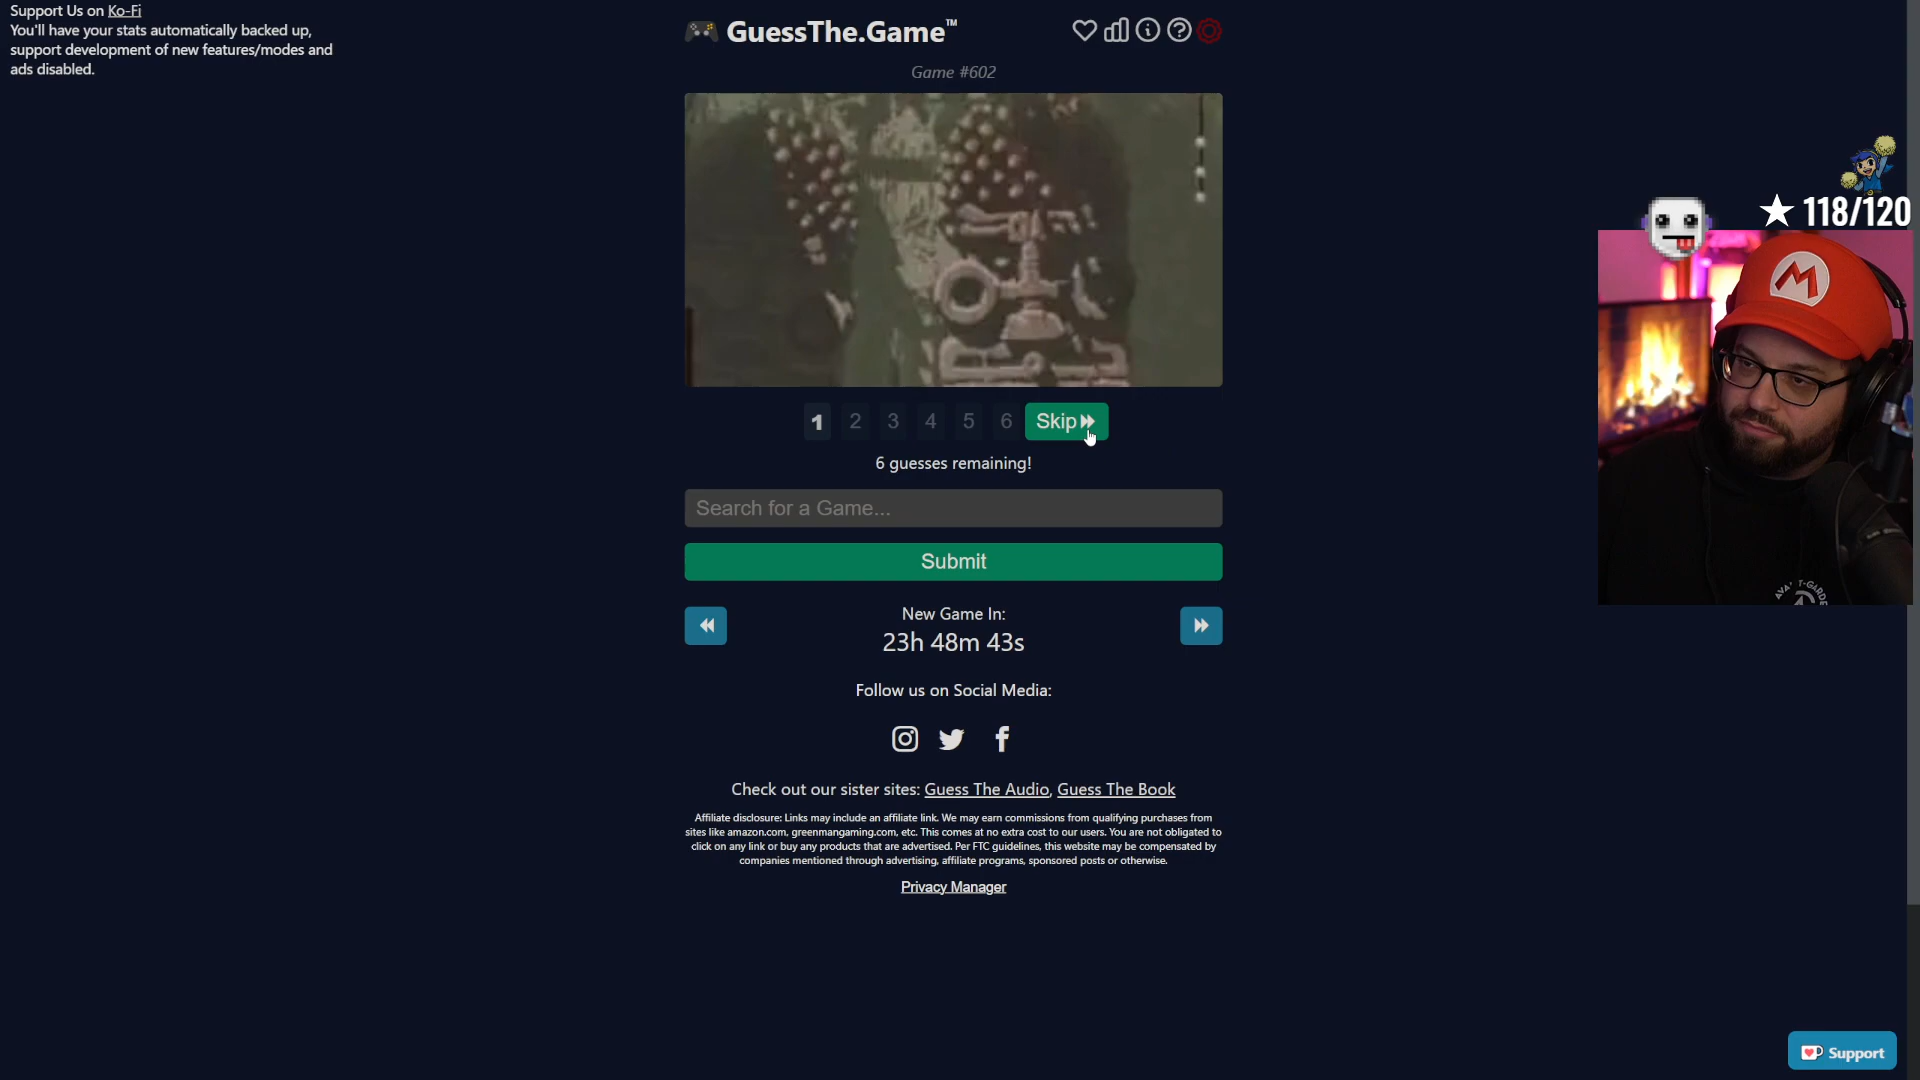 Support Us on Ko-Fi
You'll have your stats automatically backed up,
support development of new features/modes and
ads disabled.
GuessThe.Game™
Game #602
1 2 3 4 5 6 Skip
6 guesses remaining!
Search for a Game...
Submit
New Game In:
23h 48m 43s
Follow us on Social Media:
Check out our sister sites: Guess The Audio, Guess The Book
Affiliate disclosure: Links may include an affiliate link. We may earn commissions from qualifying purchases from
sites like amazon.com, greenmangaming.com, etc. This comes at no extra cost to our users. You are not obligated to
click on any link or buy any products that are advertised. Per FTC guidelines, this website may be compensated by
companies mentioned through advertising, affiliate programs, sponsored posts or otherwise.
Privacy Manager
★ 118/120
M
Support